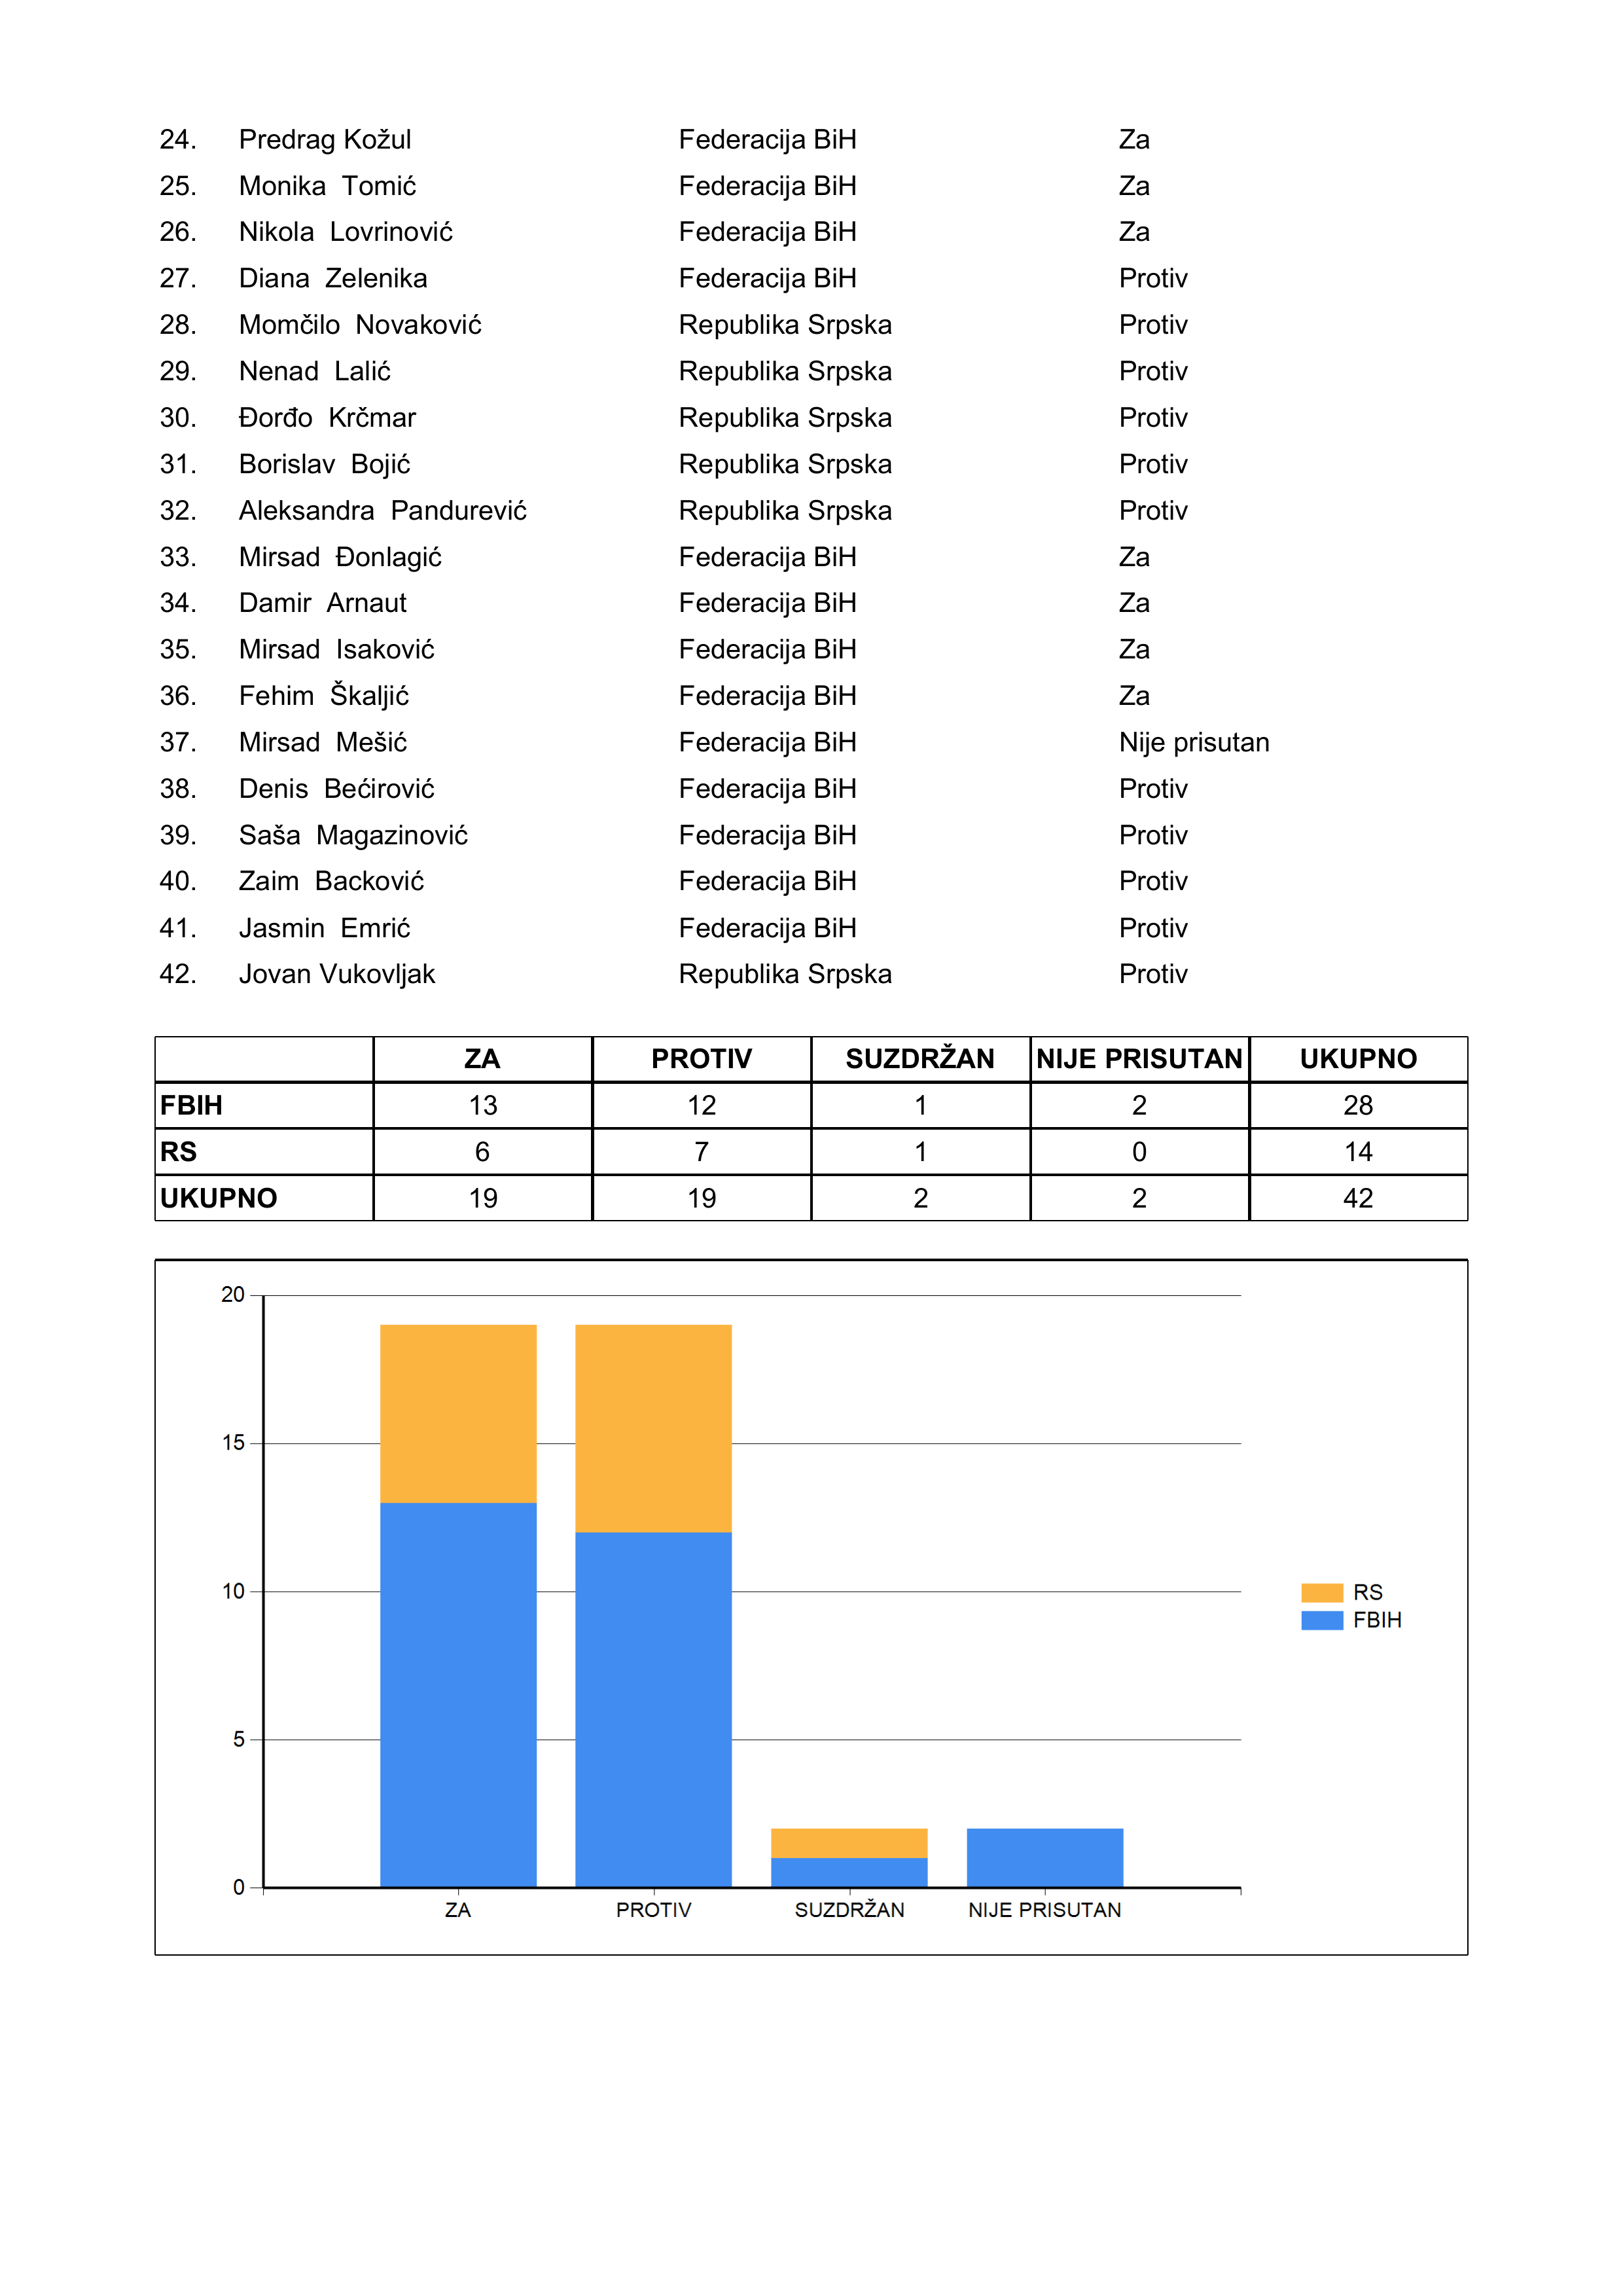 24. Predrag Kožul Federacija BiH Za
25. Monika Tomić Federacija BiH Za
26. Nikola Lovrinović Federacija BiH Za
27. Diana Zelenika Federacija BiH Protiv
28. Momčilo Novaković Republika Srpska Protiv
29. Nenad Lalić Republika Srpska Protiv
30. Đorđo Krčmar Republika Srpska Protiv
31. Borislav Bojić Republika Srpska Protiv
32. Aleksandra Pandurević Republika Srpska Protiv
33. Mirsad Đonlagić Federacija BiH Za
34. Damir Arnaut Federacija BiH Za
35. Mirsad Isaković Federacija BiH Za
36. Fehim Škaljić Federacija BiH Za
37. Mirsad Mešić Federacija BiH Nije prisutan
38. Denis Bećirović Federacija BiH Protiv
39. Saša Magazinović Federacija BiH Protiv
40. Zaim Backović Federacija BiH Protiv
41. Jasmin Emrić Federacija BiH Protiv
42. Jovan Vukovljak Republika Srpska Protiv
ZA PROTIV SUZDRŽAN NIJE PRISUTAN UKUPNO
FBIH 13 12 1 2 28
RS 6 7 1 0 14
UKUPNO 19 19 2 2 42
20
15
10
5
0
ZA PROTIV SUZDRŽAN NIJE PRISUTAN
RS
FBIH